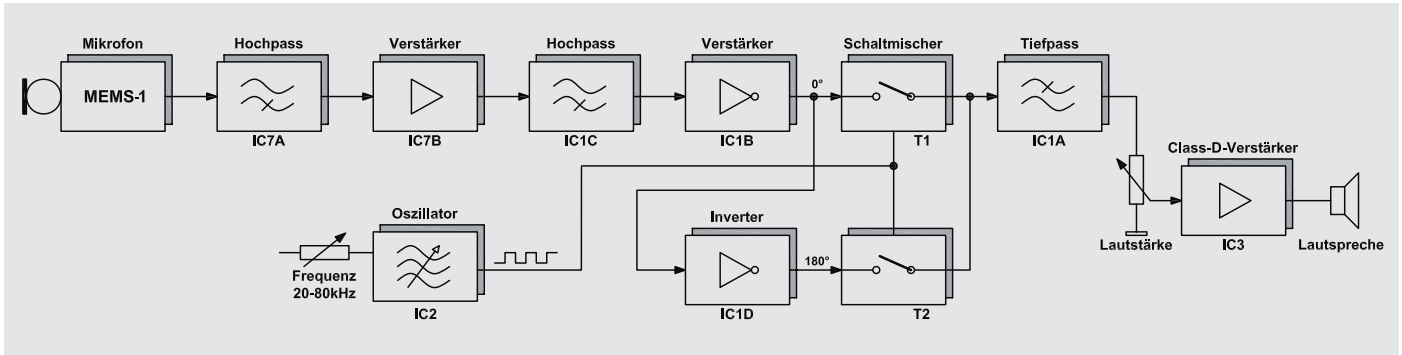 Mikrofon
Hochpass
Verstärker
Hochpass
Verstärker
Schaltmischer
Tiefpass
MEMS-1
0°
IC7A
IC7B
IC1C
IC1B
T1
IC1A
Class-D-Verstärker
Oszillator
Inverter
180°
Lautstärke
IC3
Lautspreche
Frequenz
20-80kHz
IC2
IC1D
T2